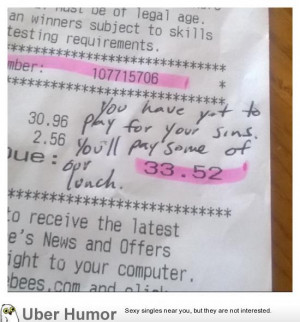 must be of legal age.
an winners subject to skills
testing requirements.
************************
mber: 107715706 *
************************
You have yet to
30.96 pay for your sins.
2.56 You'll pay some of
ue: our 33.52
lunch.
************************
to receive the latest
e's News and Offers
ight to your computer.
bees.com and
Uber Humor
Sexy singles near you, but they are not interested.